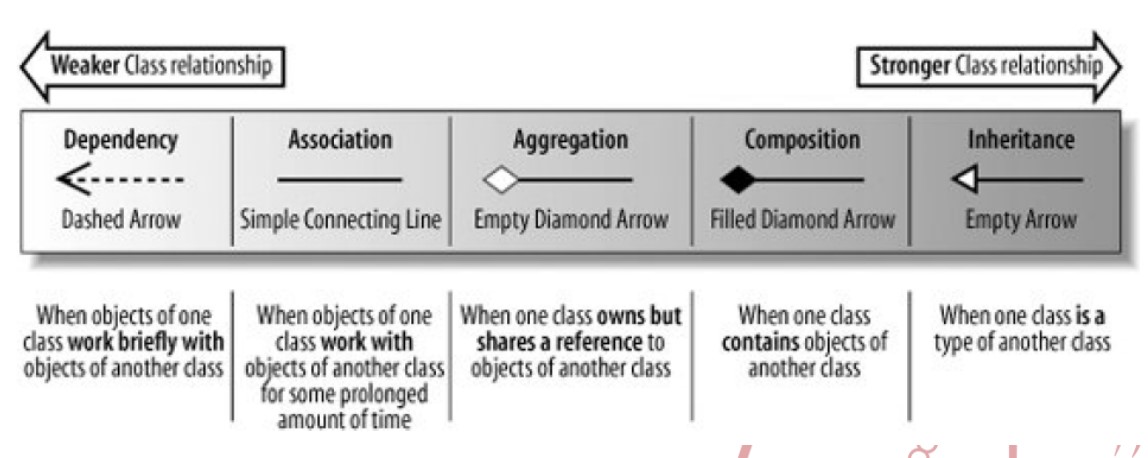 Weaker Class relationship
Stronger Class relationship
Dependency
Association
Aggregation
Composition
Inheritance
Dashed Arrow
Simple Connecting Line
Empty Diamond Arrow
Filled Diamond Arrow
Empty Arrow
When objects of one
class work briefly with
objects of another class
When objects of one
class work with
objects of another class
for some prolonged
amount of time
When one class owns but
shares a reference to
objects of another class
When one class
contains objects of
another class
When one class is a
type of another class